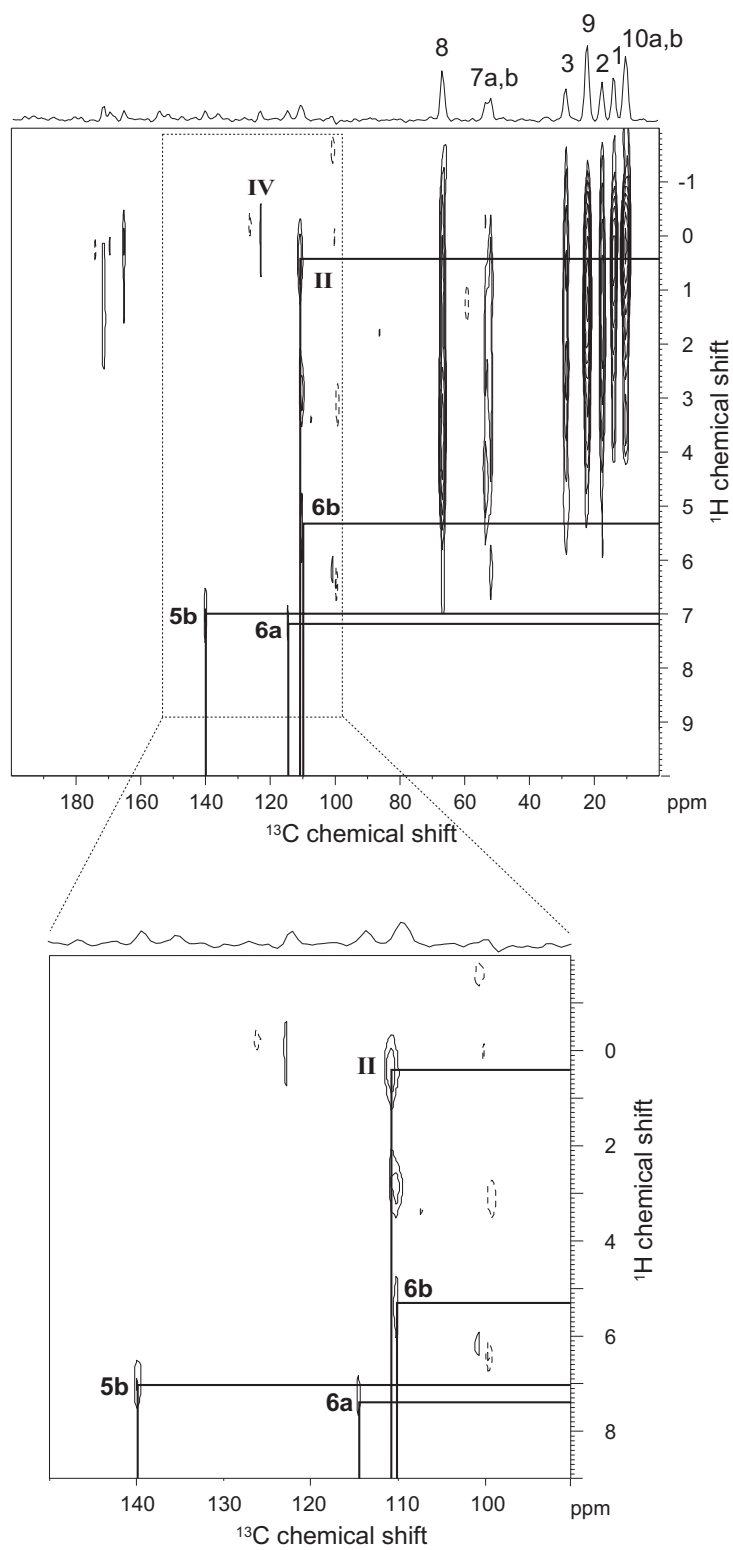 9
8
10a,b
7a,b
3
2
1
IV
-1
0
II
1
2
3
4
6b
5
6
5b
6a
7
8
9
¹H chemical shift
180 160 140 120 100 80 60 40 20 ppm
¹³C chemical shift
II
0
2
4
6b
6
5b
6a
8
¹H chemical shift
140 130 120 110 100 ppm
¹³C chemical shift